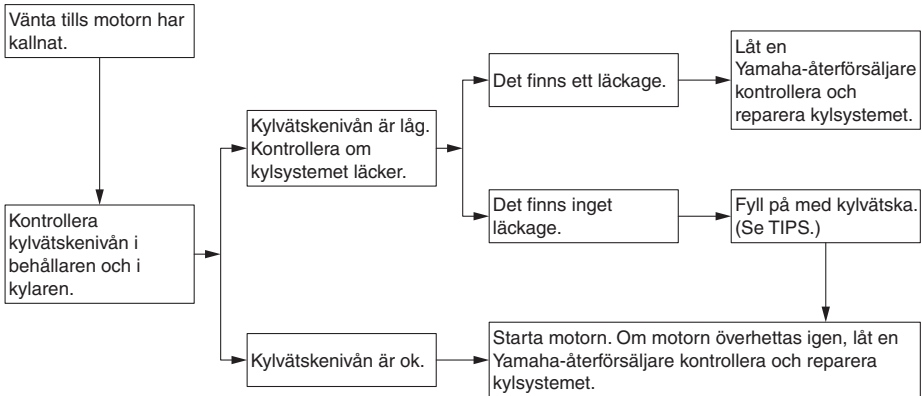 Vänta tills motorn har
kallnat.
Kontrollera
kylvätskenivån i
behållaren och i
kylaren.
Kylvätskenivån är låg.
Kontrollera om
kylsystemet läcker.
Det finns ett läckage.
Låt en
Yamaha-återförsäljare
kontrollera och
reparera kylsystemet.
Det finns inget
läckage.
Fyll på med kylvätska.
(Se TIPS.)
Kylvätskenivån är ok.
Starta motorn. Om motorn överhettas igen, låt en
Yamaha-återförsäljare kontrollera och reparera
kylsystemet.